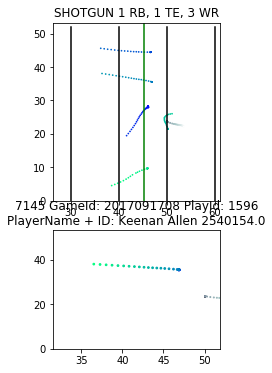 SHOTGUN 1 RB, 1 TE, 3 WR
50
40
30
20
10
0
30 40 50 60
7145 GameId: 2017091708 PlayId: 1596
PlayerName + ID: Keenan Allen 2540154.0
40
20
0
35 40 45 50